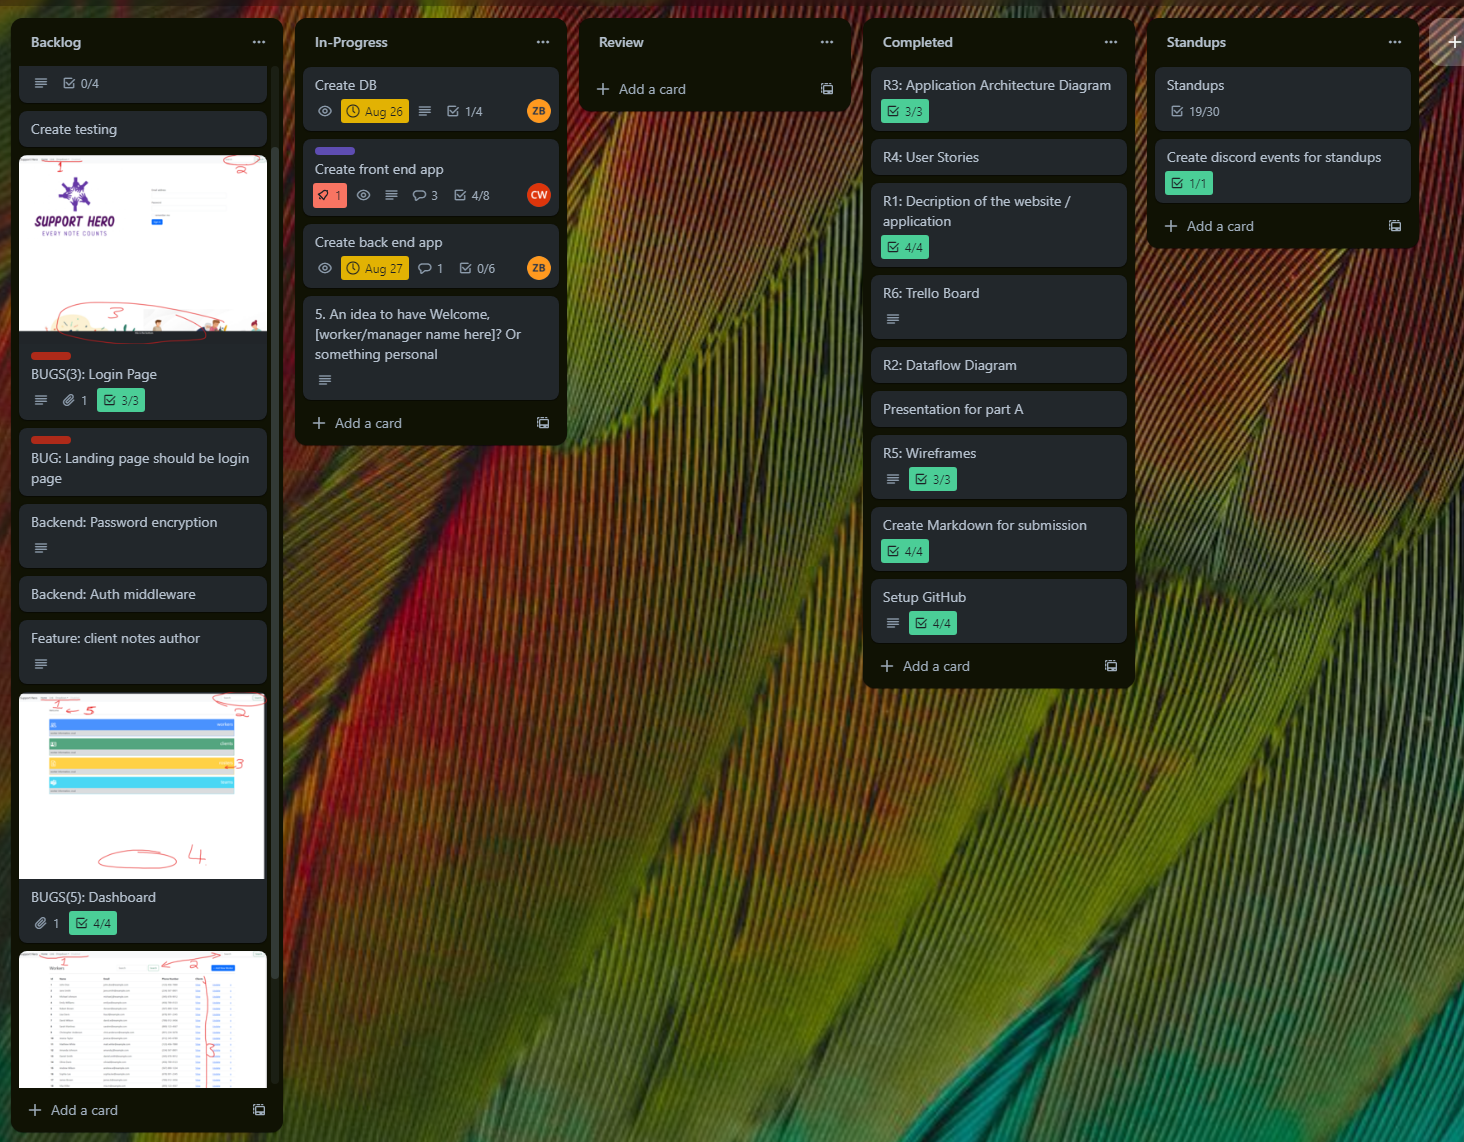 Backlog
0/4
Create testing
1
2
SUPPORT HERO
EVERY NOTE COUNTS
3
BUGS(3): Login Page
1
3/3
BUG: Landing page should be login
page
Backend: Password encryption
Backend: Auth middleware
Feature: client notes author
1
5
2
3
4
BUGS(5): Dashboard
1
4/4
1
2
Workers
3
Add a card
In-Progress
Create DB
Aug 26
1/4
ZB
Create front end app
1
3
4/8
CW
Create back end app
Aug 27
1
0/6
ZB
5. An idea to have Welcome,
[worker/manager name here]? Or
something personal
Add a card
Review
Add a card
Completed
R3: Application Architecture Diagram
3/3
R4: User Stories
R1: Decription of the website /
application
4/4
R6: Trello Board
R2: Dataflow Diagram
Presentation for part A
R5: Wireframes
3/3
Create Markdown for submission
4/4
Setup GitHub
4/4
Add a card
Standups
Standups
19/30
Create discord events for standups
1/1
Add a card